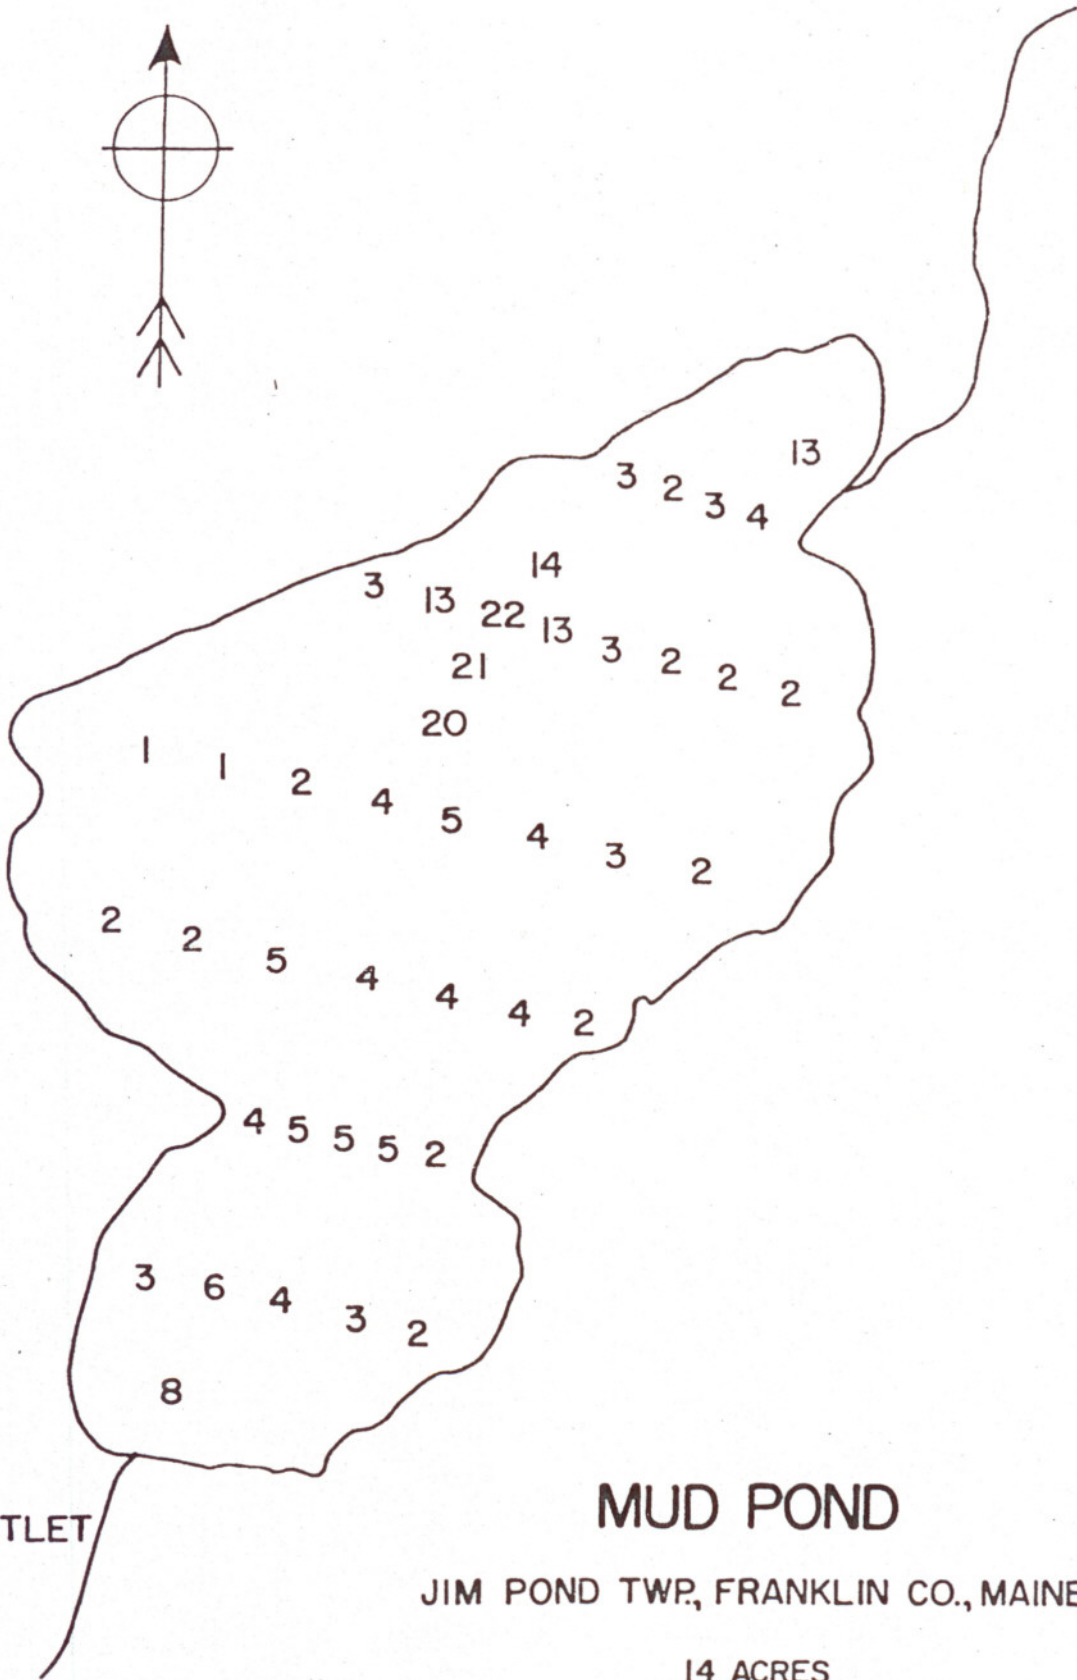 13
3 2 3 4
14
3 13 22 13 3 2 2 2
21
20
1 1 2 4 5 4 3 2
2 2 5 4 4 4 2
4 5 5 5 2
3 6 4 3 2
8
TLET
MUD POND
JIM POND TWP., FRANKLIN CO., MAINE
14 ACRES